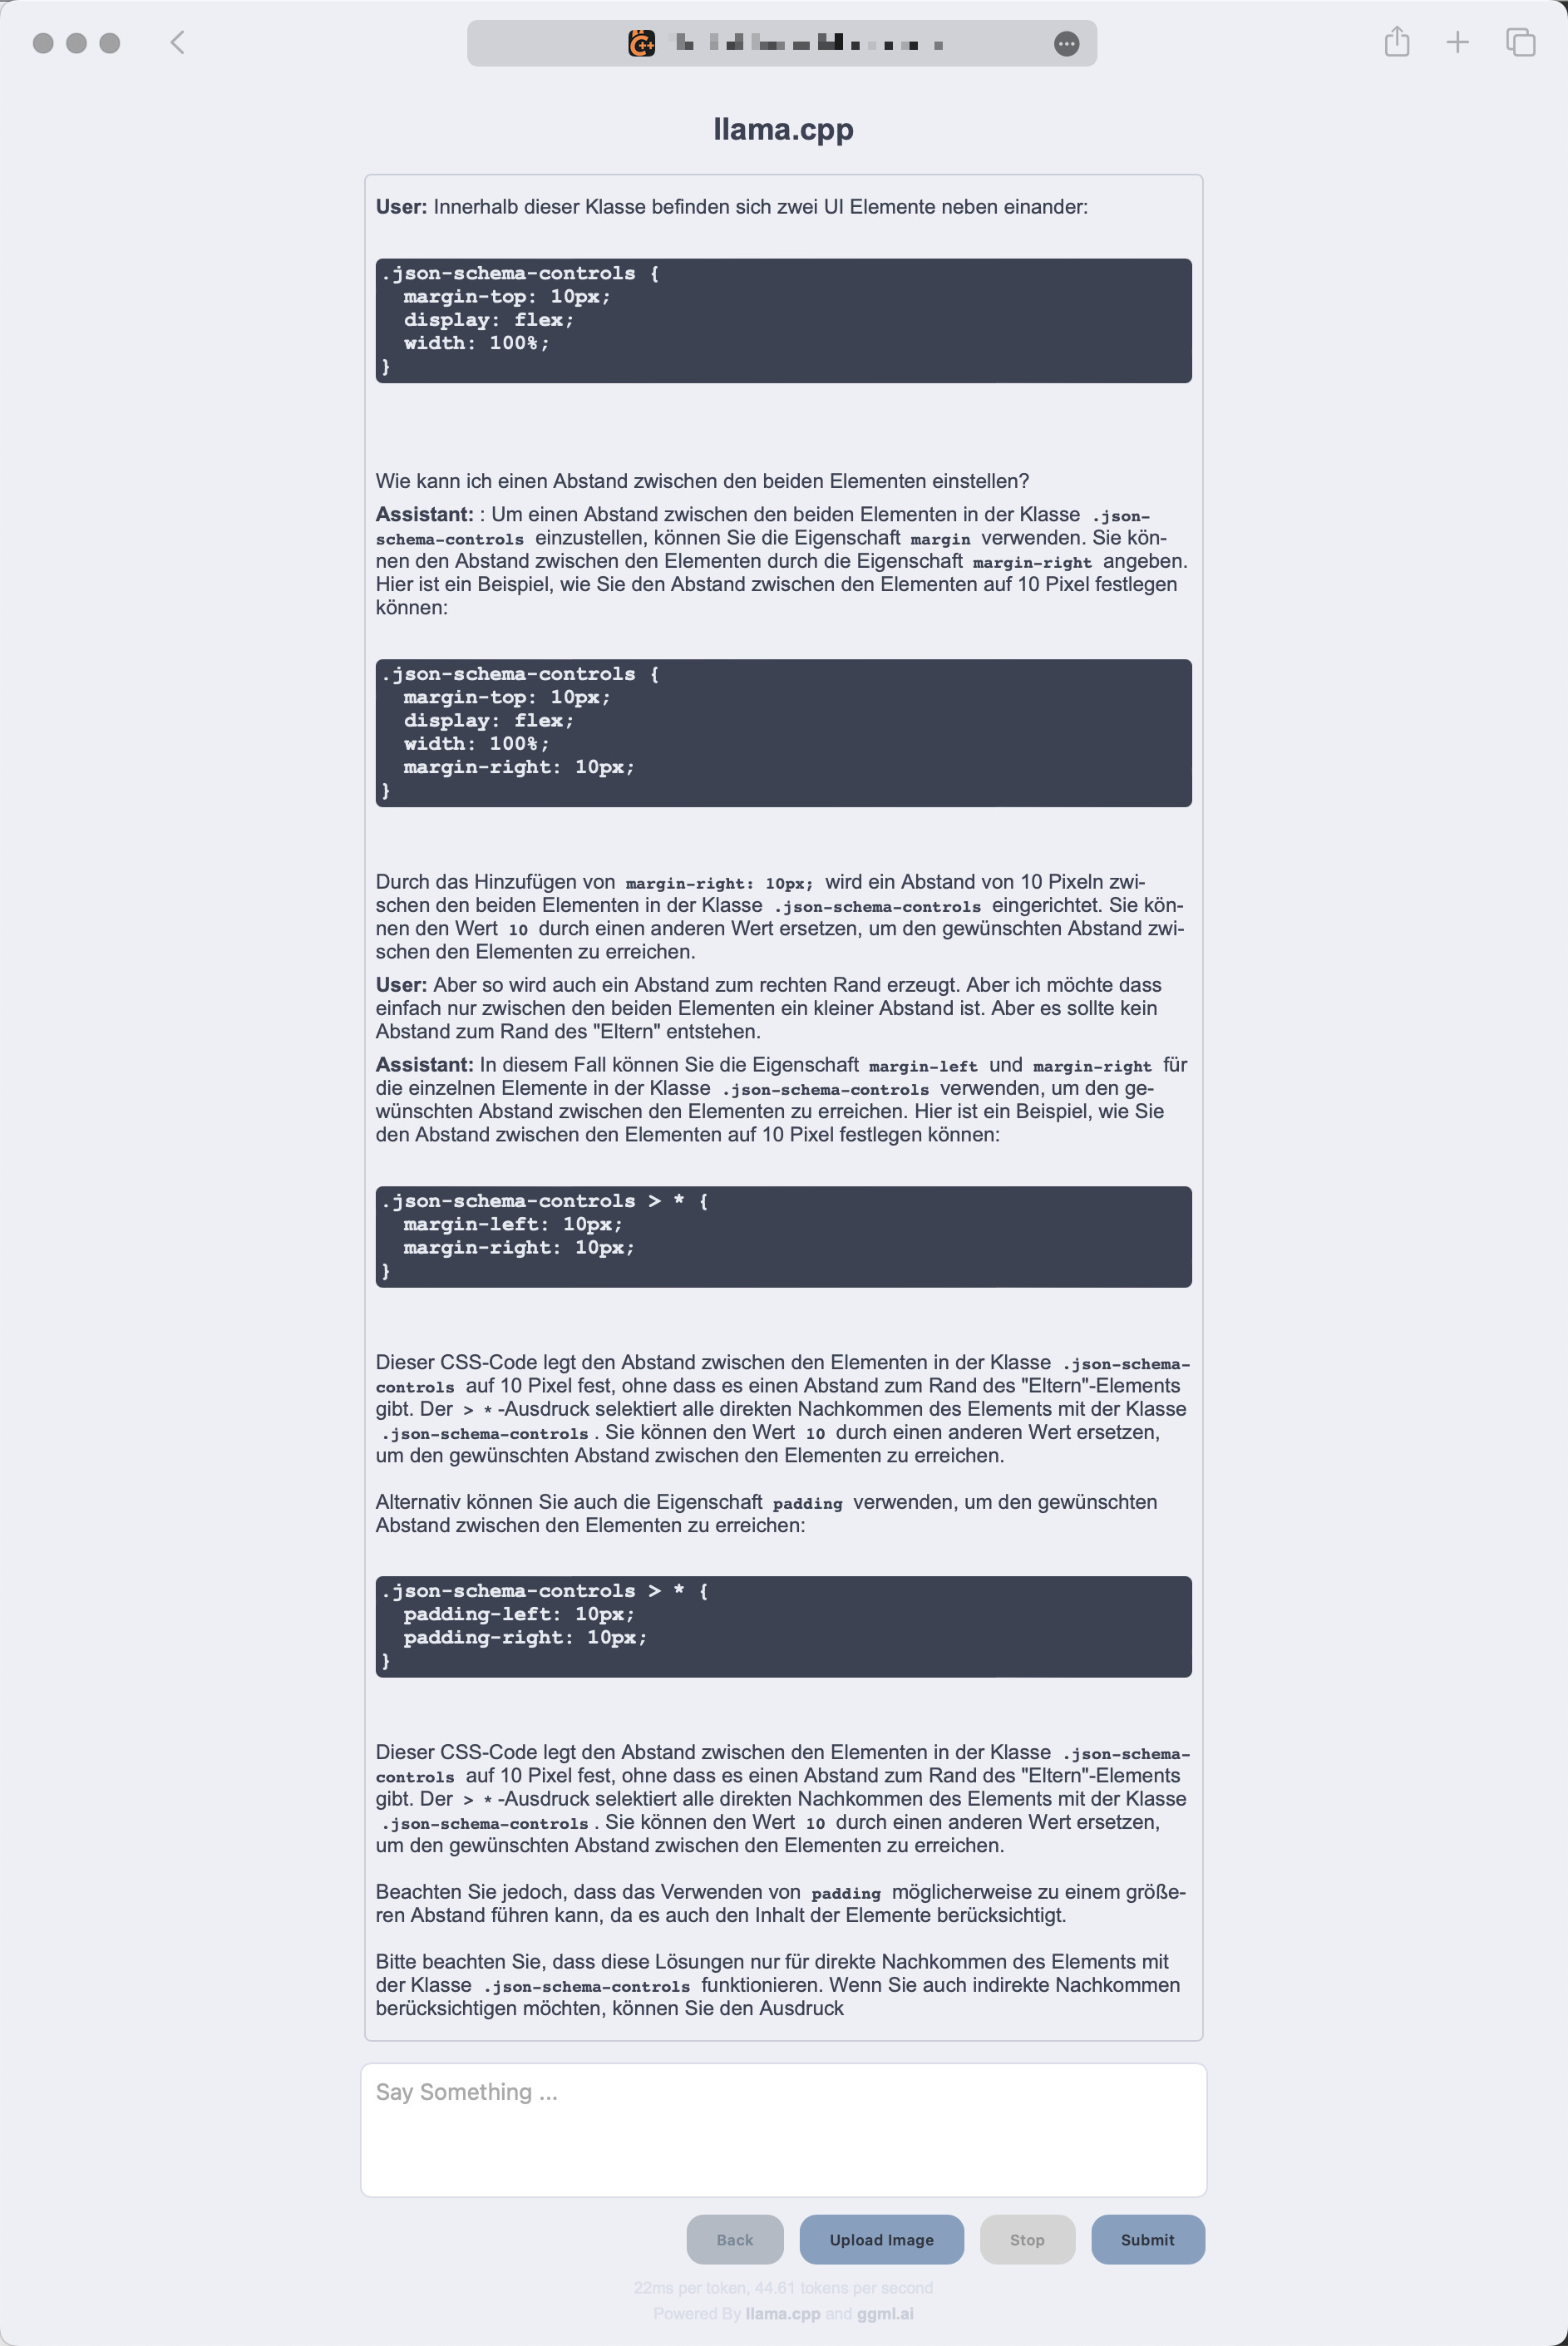 llama.cpp
User: Innerhalb dieser Klasse befinden sich zwei UI Elemente neben einander:
.json-schema-controls {
  margin-top: 10px;
  display: flex;
  width: 100%;
}
Wie kann ich einen Abstand zwischen den beiden Elementen einstellen?
Assistant: : Um einen Abstand zwischen den beiden Elementen in der Klasse .json-
schema-controls einzustellen, können Sie die Eigenschaft margin verwenden. Sie kön-
nen den Abstand zwischen den Elementen durch die Eigenschaft margin-right angeben.
Hier ist ein Beispiel, wie Sie den Abstand zwischen den Elementen auf 10 Pixel festlegen
können:
.json-schema-controls {
  margin-top: 10px;
  display: flex;
  width: 100%;
  margin-right: 10px;
}
Durch das Hinzufügen von margin-right: 10px; wird ein Abstand von 10 Pixeln zwi-
schen den beiden Elementen in der Klasse .json-schema-controls eingerichtet. Sie kön-
nen den Wert 10 durch einen anderen Wert ersetzen, um den gewünschten Abstand zwi-
schen den Elementen zu erreichen.
User: Aber so wird auch ein Abstand zum rechten Rand erzeugt. Aber ich möchte dass
einfach nur zwischen den beiden Elementen ein kleiner Abstand ist. Aber es sollte kein
Abstand zum Rand des "Eltern" entstehen.
Assistant: In diesem Fall können Sie die Eigenschaft margin-left und margin-right für
die einzelnen Elemente in der Klasse .json-schema-controls verwenden, um den ge-
wünschten Abstand zwischen den Elementen zu erreichen. Hier ist ein Beispiel, wie Sie
den Abstand zwischen den Elementen auf 10 Pixel festlegen können:
.json-schema-controls > * {
  margin-left: 10px;
  margin-right: 10px;
}
Dieser CSS-Code legt den Abstand zwischen den Elementen in der Klasse .json-schema-
controls auf 10 Pixel fest, ohne dass es einen Abstand zum Rand des "Eltern"-Elements
gibt. Der > * -Ausdruck selektiert alle direkten Nachkommen des Elements mit der Klasse
.json-schema-controls . Sie können den Wert 10 durch einen anderen Wert ersetzen,
um den gewünschten Abstand zwischen den Elementen zu erreichen.
Alternativ können Sie auch die Eigenschaft padding verwenden, um den gewünschten
Abstand zwischen den Elementen zu erreichen:
.json-schema-controls > * {
  padding-left: 10px;
  padding-right: 10px;
}
Dieser CSS-Code legt den Abstand zwischen den Elementen in der Klasse .json-schema-
controls auf 10 Pixel fest, ohne dass es einen Abstand zum Rand des "Eltern"-Elements
gibt. Der > * -Ausdruck selektiert alle direkten Nachkommen des Elements mit der Klasse
.json-schema-controls . Sie können den Wert 10 durch einen anderen Wert ersetzen,
um den gewünschten Abstand zwischen den Elementen zu erreichen.
Beachten Sie jedoch, dass das Verwenden von padding möglicherweise zu einem größe-
ren Abstand führen kann, da es auch den Inhalt der Elemente berücksichtigt.
Bitte beachten Sie, dass diese Lösungen nur für direkte Nachkommen des Elements mit
der Klasse .json-schema-controls funktionieren. Wenn Sie auch indirekte Nachkommen
berücksichtigen möchten, können Sie den Ausdruck
Say Something ...
Back Upload Image Stop Submit
22ms per token, 44.61 tokens per second
Powered By llama.cpp and ggml.ai